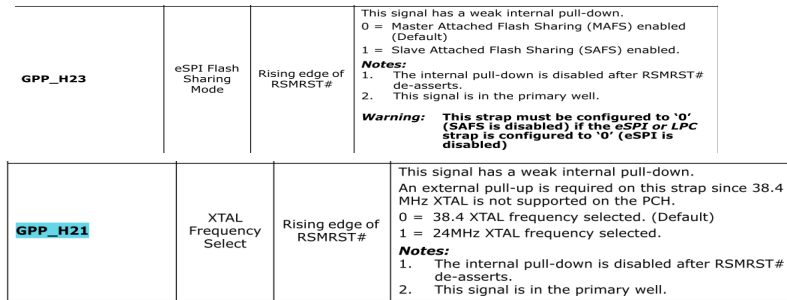 GPP_H23
eSPI Flash
Sharing
Mode
Rising edge of
RSMRST#
This signal has a weak internal pull-down.
0 = Master Attached Flash Sharing (MAFS) enabled
(Default)
1 = Slave Attached Flash Sharing (SAFS) enabled.
Notes:
1. The internal pull-down is disabled after RSMRST#
de-asserts.
2. This signal is in the primary well.
Warning: This strap must be configured to ‘0’
(SAFS is disabled) if the eSPI or LPC
strap is configured to ‘0’ (eSPI is
disabled)
GPP_H21
XTAL
Frequency
Select
Rising edge of
RSMRST#
This signal has a weak internal pull-down.
An external pull-up is required on this strap since 38.4
MHz XTAL is not supported on the PCH.
0 = 38.4 XTAL frequency selected. (Default)
1 = 24MHz XTAL frequency selected.
Notes:
1. The internal pull-down is disabled after RSMRST#
de-asserts.
2. This signal is in the primary well.